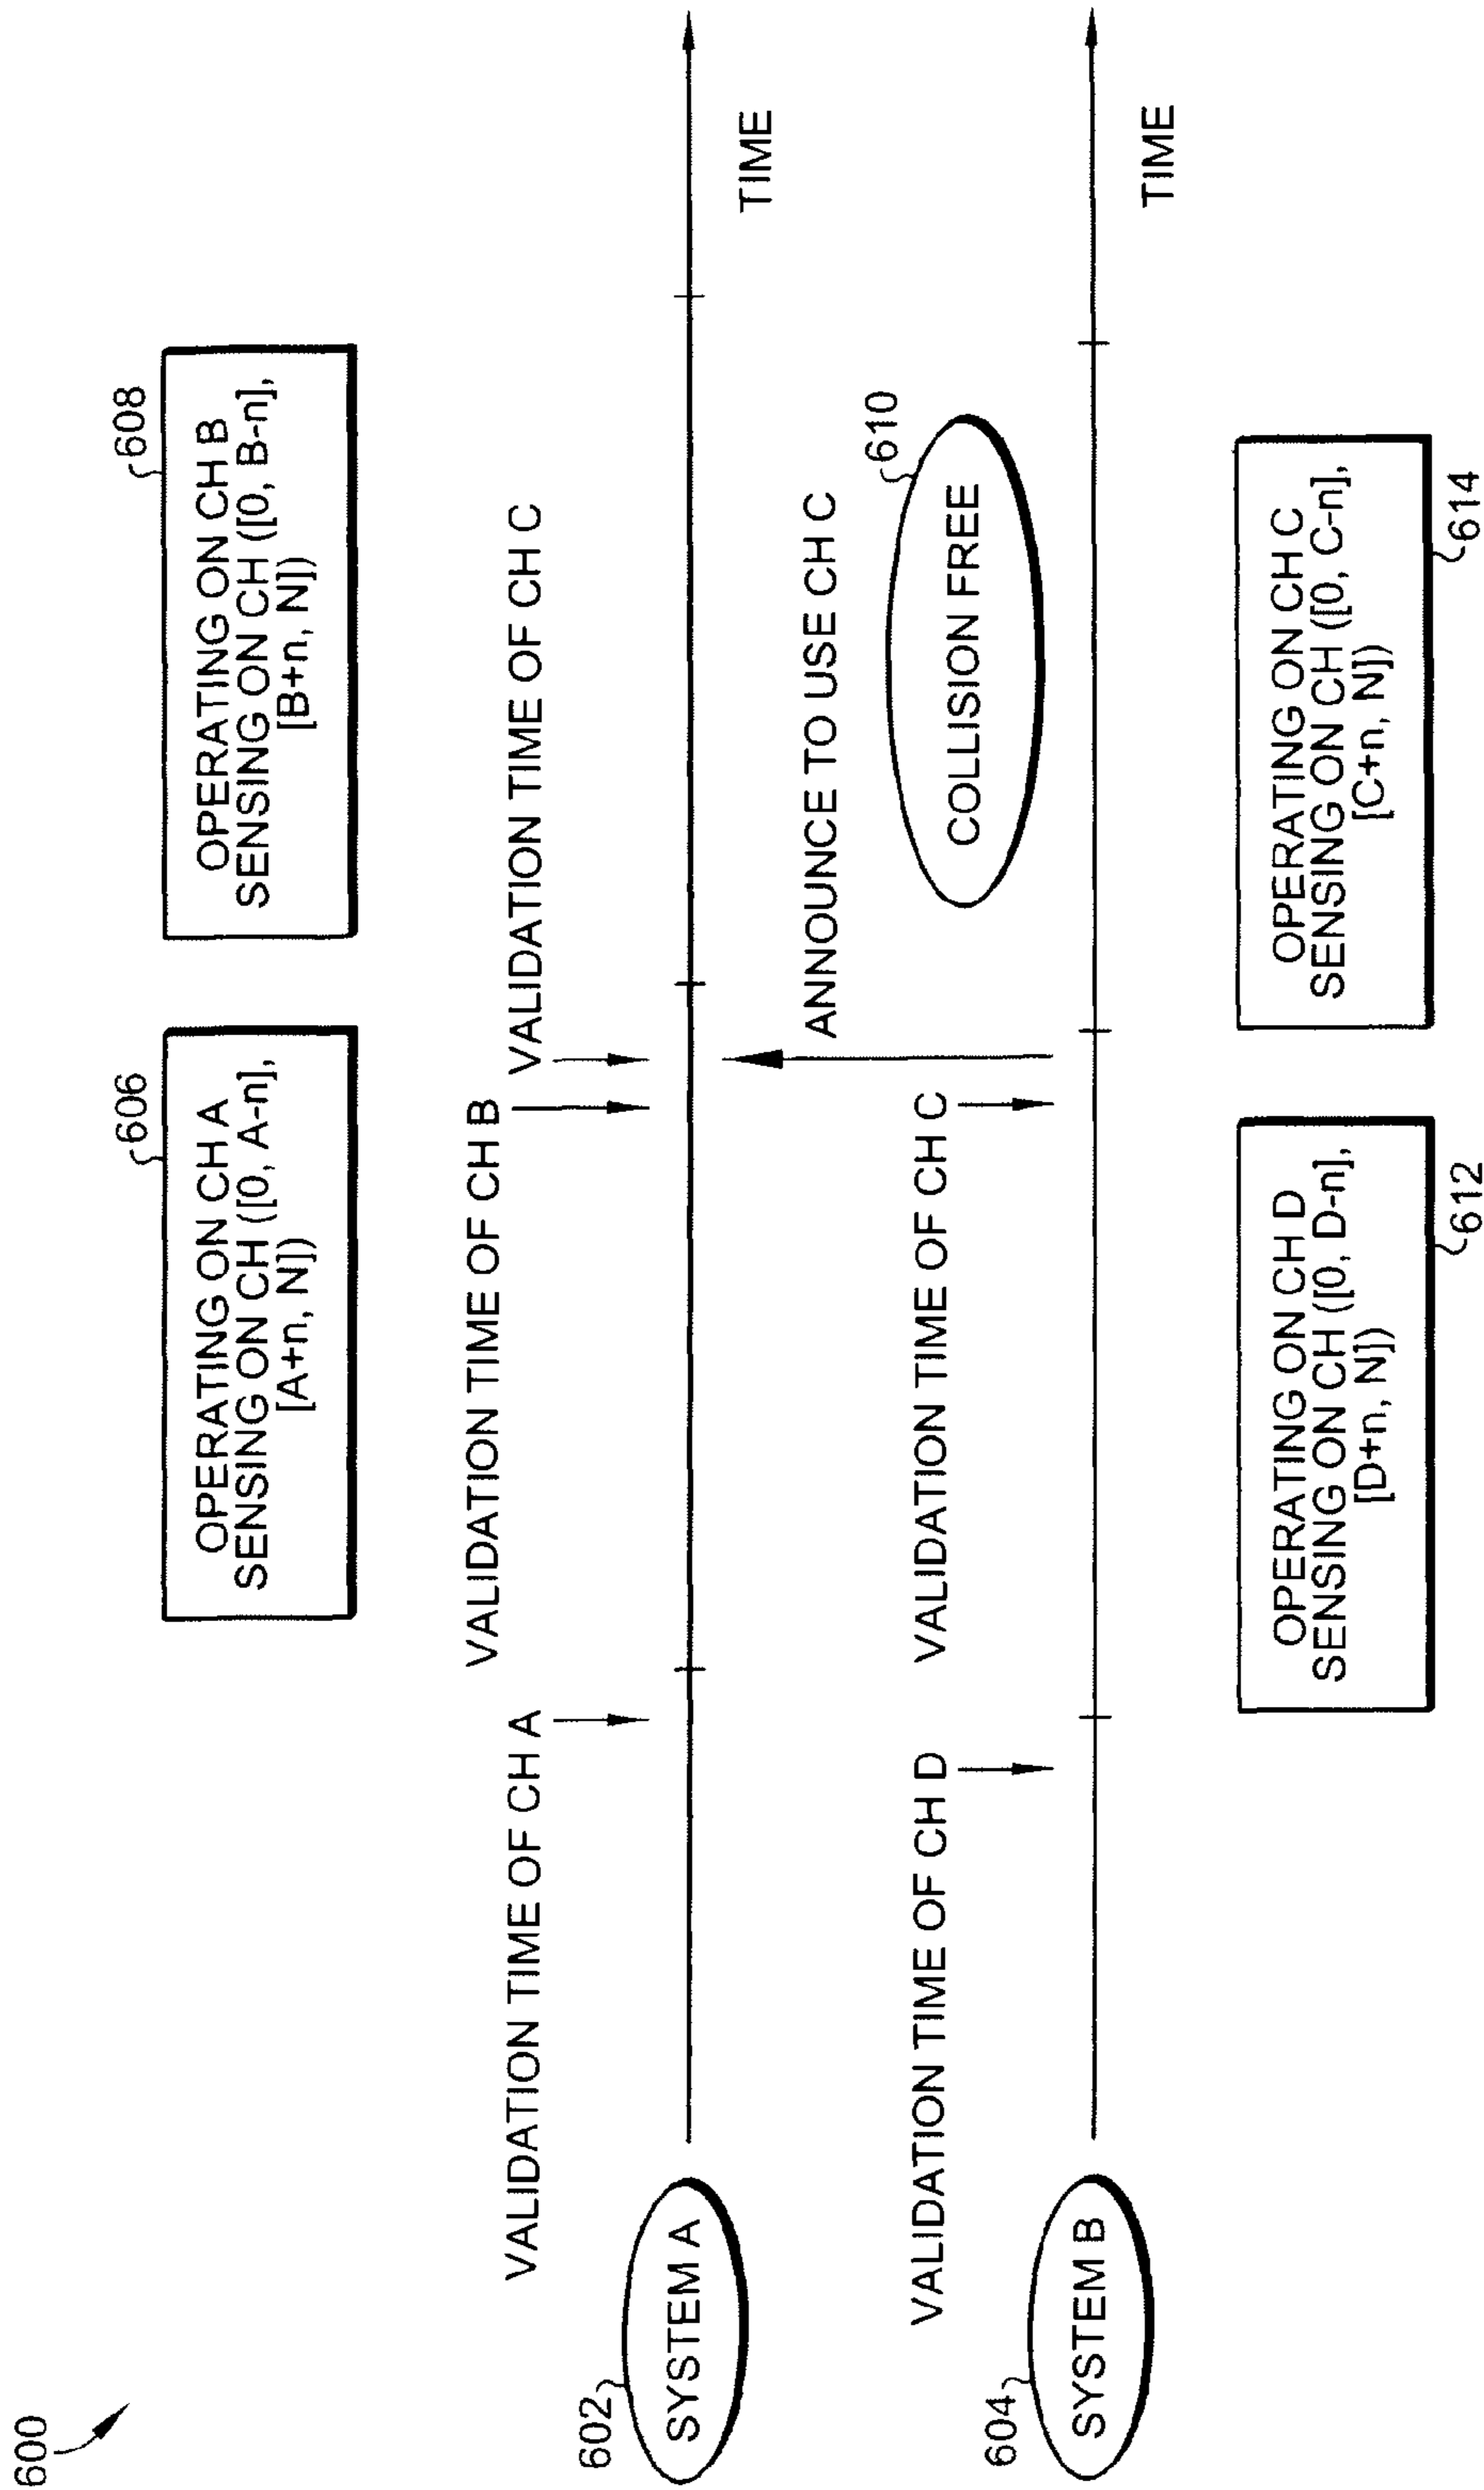 600
606
OPERATING ON CH A
SENSING ON CH ([0, A-n],
[A+n, N])
608
OPERATING ON CH B
SENSING ON CH ([0, B-n],
[B+n, N])
VALIDATION TIME OF CH A
VALIDATION TIME OF CH B
VALIDATION TIME OF CH C
602
SYSTEM A
TIME
ANNOUNCE TO USE CH C
610
COLLISION FREE
VALIDATION TIME OF CH D
VALIDATION TIME OF CH C
604
SYSTEM B
TIME
OPERATING ON CH D
SENSING ON CH ([0, D-n],
[D+n, N])
612
OPERATING ON CH C
SENSING ON CH ([0, C-n],
[C+n, N])
614